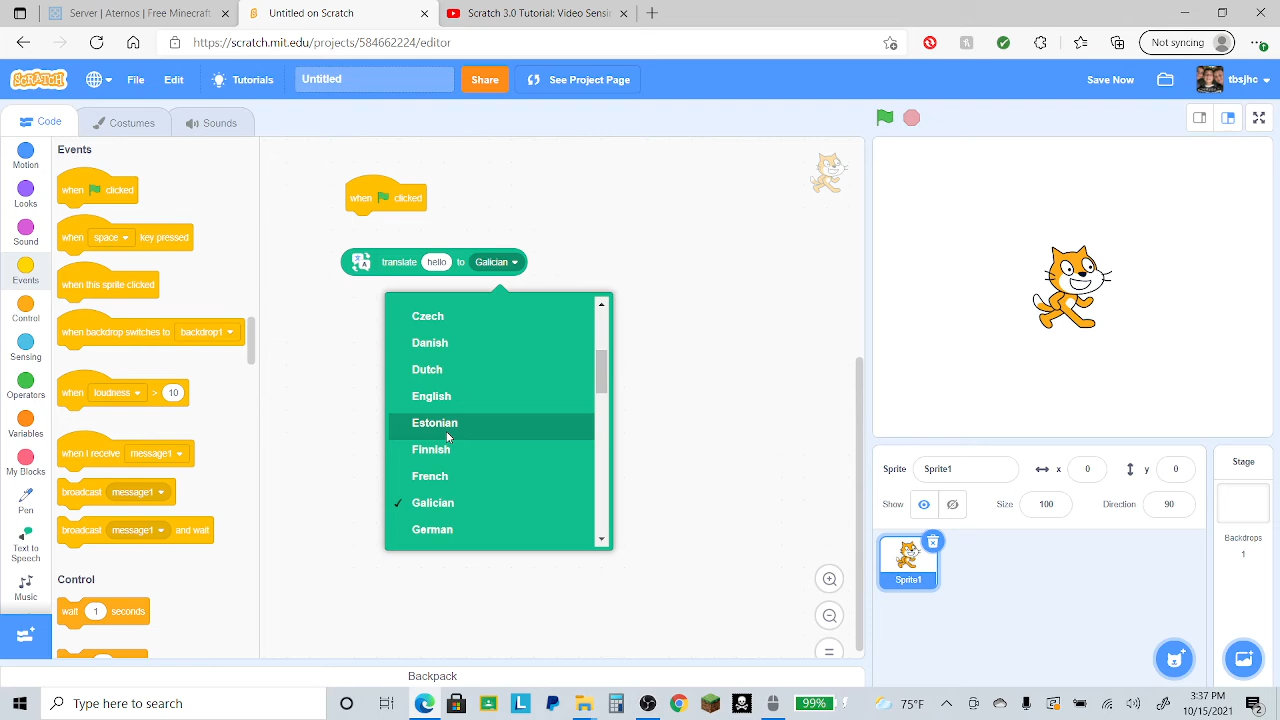 Server | Aternos | Free Minecraft
Untitled on Scratch
Scratch 3.0 Tutorial: Video Sensin
https://scratch.mit.edu/projects/584662224/editor
Not syncing
SCRATCH
File
Edit
Tutorials
Untitled
Share
See Project Page
Save Now
tbsjhc
Code
Costumes
Sounds
Motion
Looks
Sound
Events
Control
Sensing
Operators
Variables
My Blocks
Pen
Text to
Speech
Music
Events
when clicked
when space key pressed
when this sprite clicked
when backdrop switches to backdrop1
when loudness > 10
when I receive message1
broadcast message1
broadcast message1 and wait
Control
wait 1 seconds
when clicked
translate hello to Galician
Czech
Danish
Dutch
English
Estonian
Finnish
French
✓ Galician
German
Sprite Sprite1 x 0 y 0
Show Size 100 Direction 90
Sprite1
Stage
Backdrops
1
Backpack
Type here to search
99%
75°F
3:37 PM
10/15/2021
2